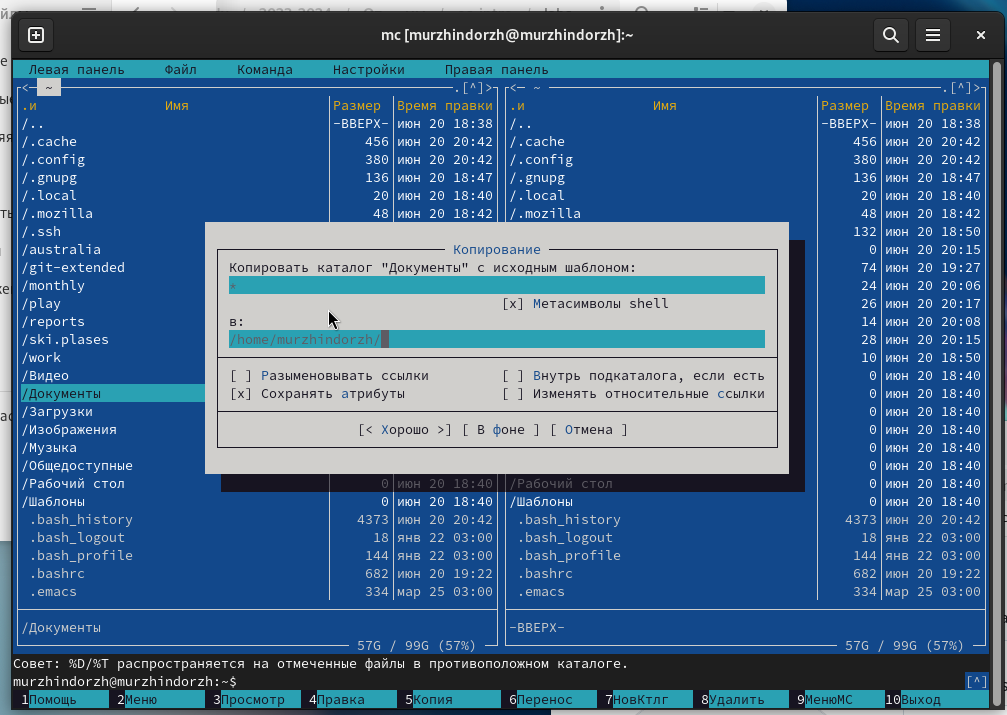 mc [murzhindorzh@murzhindorzh]:~
Левая панель Файл Команда Настройки Правая панель
<─ ~ .[^]> <─ ~ .[^]>
.и Имя Размер Время правки .и Имя Размер Время правки
/.. -ВВЕРХ- июн 20 18:38 /.. -ВВЕРХ- июн 20 18:38
/.cache 456 июн 20 20:42 /.cache 456 июн 20 20:42
/.config 380 июн 20 20:42 /.config 380 июн 20 20:42
/.gnupg 136 июн 20 18:47 /.gnupg 136 июн 20 18:47
/.local 20 июн 20 18:40 /.local 20 июн 20 18:40
/.mozilla 48 июн 20 18:42 /.mozilla 48 июн 20 18:42
/.ssh 132 июн 20 18:50
/australia 0 июн 20 20:15
/git-extended 74 июн 20 19:27
/monthly 24 июн 20 20:06
/play 26 июн 20 20:17
/reports 14 июн 20 20:08
/ski.plases 28 июн 20 20:15
/work 10 июн 20 18:50
/Видео 0 июн 20 18:40
/Документы 0 июн 20 18:40
/Загрузки 0 июн 20 18:40
/Изображения 0 июн 20 18:40
/Музыка 0 июн 20 18:40
/Общедоступные 0 июн 20 18:40
Копирование
Копировать каталог "Документы" с исходным шаблоном:
*
[x] Метасимволы shell
в:
/home/murzhindorzh/
[ ] Разыменовывать ссылки [ ] Внутрь подкаталога, если есть
[x] Сохранять атрибуты [ ] Изменять относительные ссылки
[< Хорошо >] [ В фоне ] [ Отмена ]
/Рабочий стол 0 июн 20 18:40 /Рабочий стол 0 июн 20 18:40
/Шаблоны 0 июн 20 18:40 /Шаблоны 0 июн 20 18:40
.bash_history 4373 июн 20 20:42 .bash_history 4373 июн 20 20:42
.bash_logout 18 янв 22 03:00 .bash_logout 18 янв 22 03:00
.bash_profile 144 янв 22 03:00 .bash_profile 144 янв 22 03:00
.bashrc 682 июн 20 19:22 .bashrc 682 июн 20 19:22
.emacs 334 мар 25 03:00 .emacs 334 мар 25 03:00
/Документы -ВВЕРХ-
57G / 99G (57%) 57G / 99G (57%)
Совет: %D/%T распространяется на отмеченные файлы в противоположном каталоге.
murzhindorzh@murzhindorzh:~$ [^]
1Помощь 2Меню 3Просмотр 4Правка 5Копия 6Перенос 7НовКтлг 8Удалить 9МенюМС 10Выход